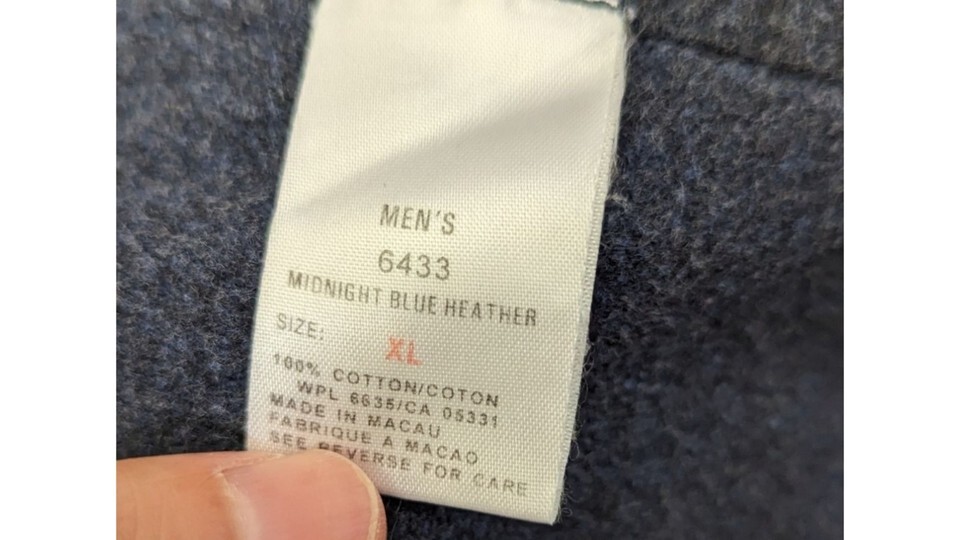 MEN'S
6433
MIDNIGHT BLUE HEATHER
SIZE: XL
100% COTTON/COTON
WPL 6635/CA 05331
MADE IN MACAU
FABRIQUE A MACAO
SEE REVERSE FOR CARE